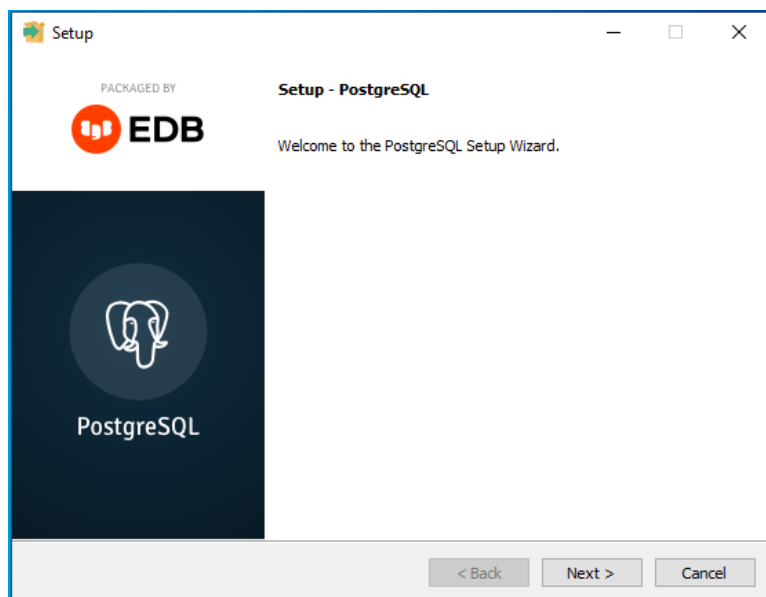 Setup
PACKAGED BY
EDB
Setup - PostgreSQL
Welcome to the PostgreSQL Setup Wizard.
PostgreSQL
< Back
Next >
Cancel